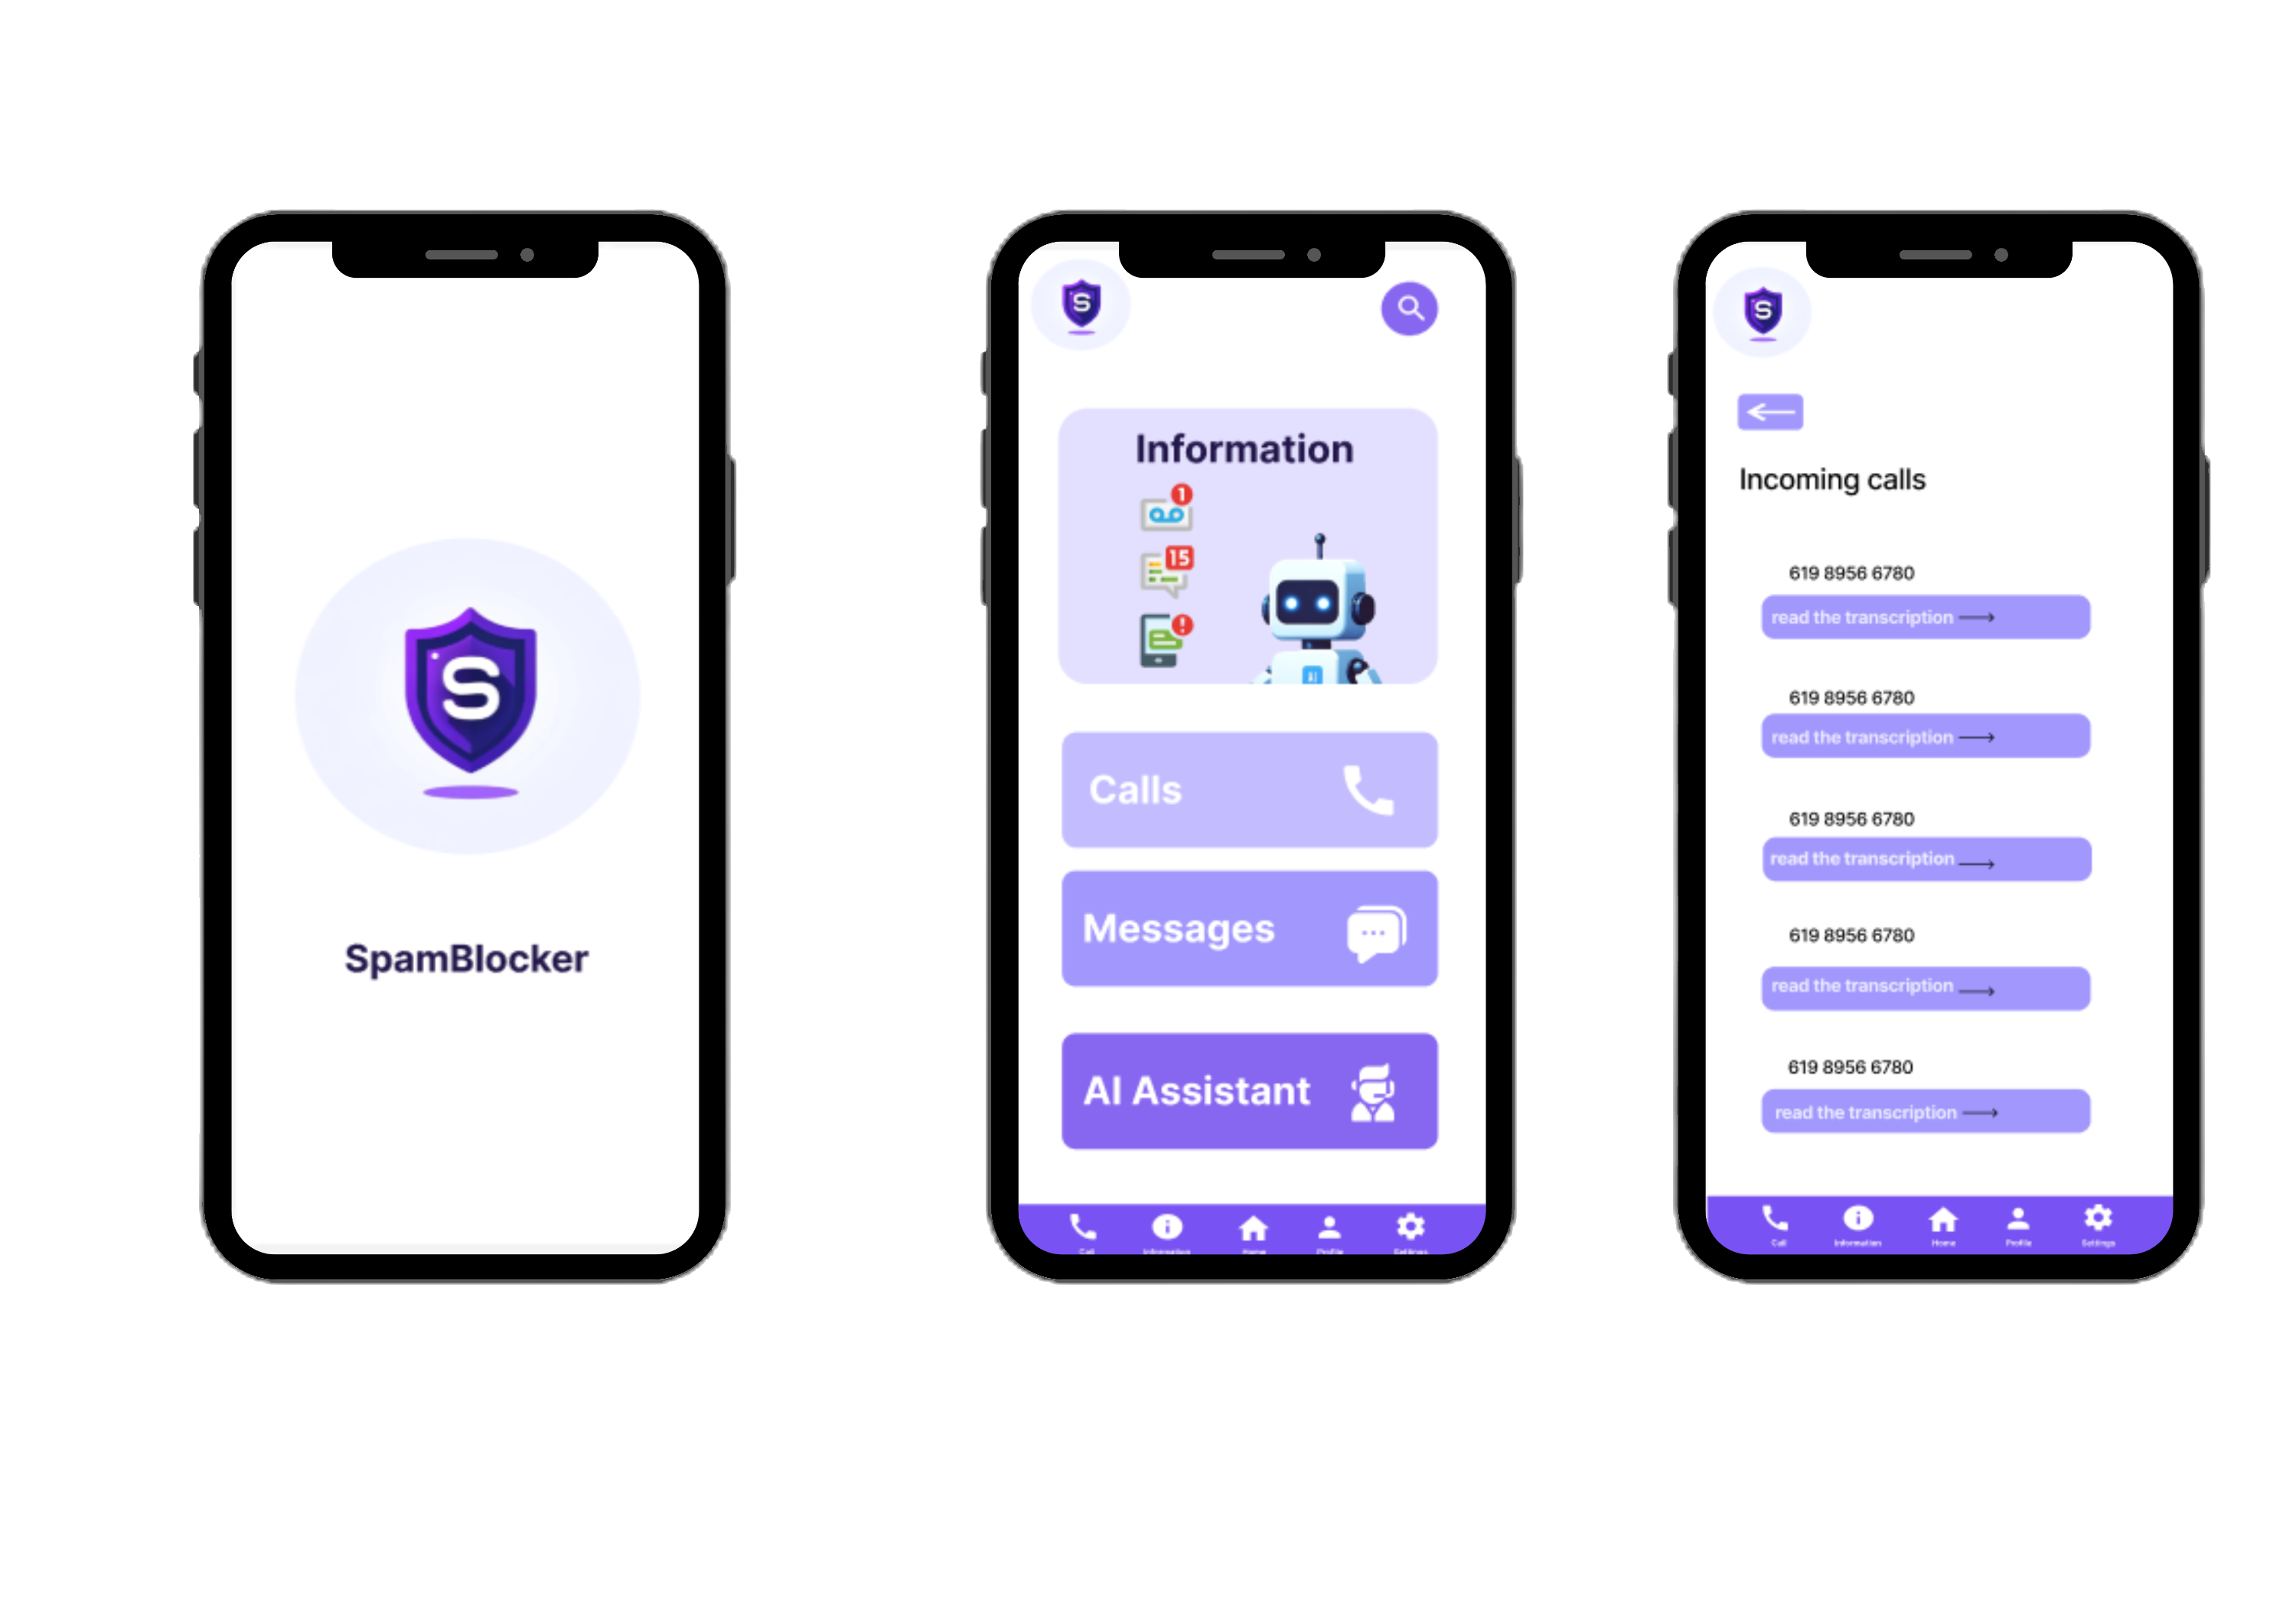 S
SpamBlocker
S
Information
1
15
!
AI
Calls
Messages
AI Assistant
Call Information Home Profile Settings
S
Incoming calls
619 8956 6780
read the transcription
619 8956 6780
read the transcription
619 8956 6780
read the transcription
619 8956 6780
read the transcription
619 8956 6780
read the transcription
Call Information Home Profile Settings